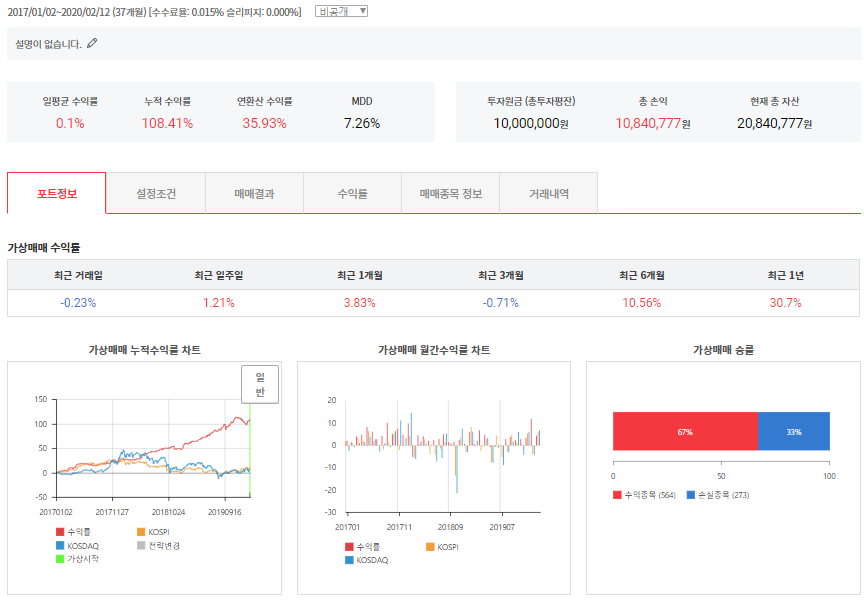 2017/01/02~2020/02/12 (37개월) [수수료율: 0.015% 슬리피지: 0.000%] 비공개
설명이 없습니다.
일평균 수익률 누적 수익률 연환산 수익률 MDD
0.1% 108.41% 35.93% 7.26%
투자원금 (총투자평잔) 총 손익 현재 총 자산
10,000,000원 10,840,777원 20,840,777원
포트정보 설정조건 매매결과 수익률 매매종목 정보 거래내역
가상매매 수익률
최근 거래일 최근 일주일 최근 1개월 최근 3개월 최근 6개월 최근 1년
-0.23% 1.21% 3.83% -0.71% 10.56% 30.7%
가상매매 누적수익률 차트
일반
150
100
50
0
-50
20170102 20171127 20181024 20190916
수익률 KOSPI
KOSDAQ 전략변경
가상시작
가상매매 월간수익률 차트
20
10
0
-10
-20
-30
201701 201711 201809 201907
수익률 KOSPI
KOSDAQ
가상매매 승률
67% 33%
0 50 100
수익종목 (564) 손실종목 (273)